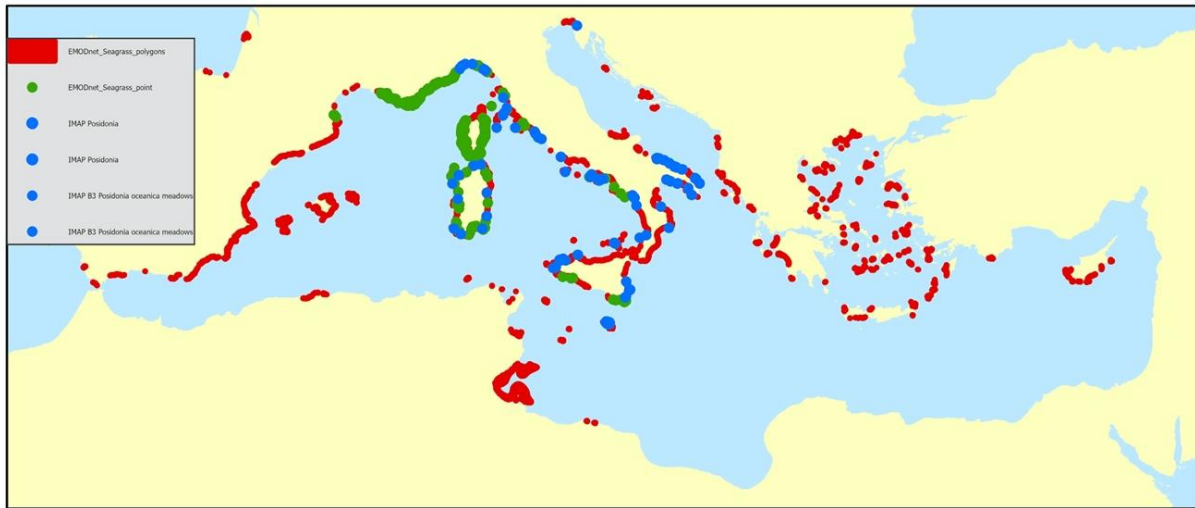 EMODnet_Seagrass_polygons
EMODnet_Seagrass_point
IMAP Posidonia
IMAP Posidonia
IMAP B3 Posidonia oceanica meadows
IMAP B3 Posidonia oceanica meadows